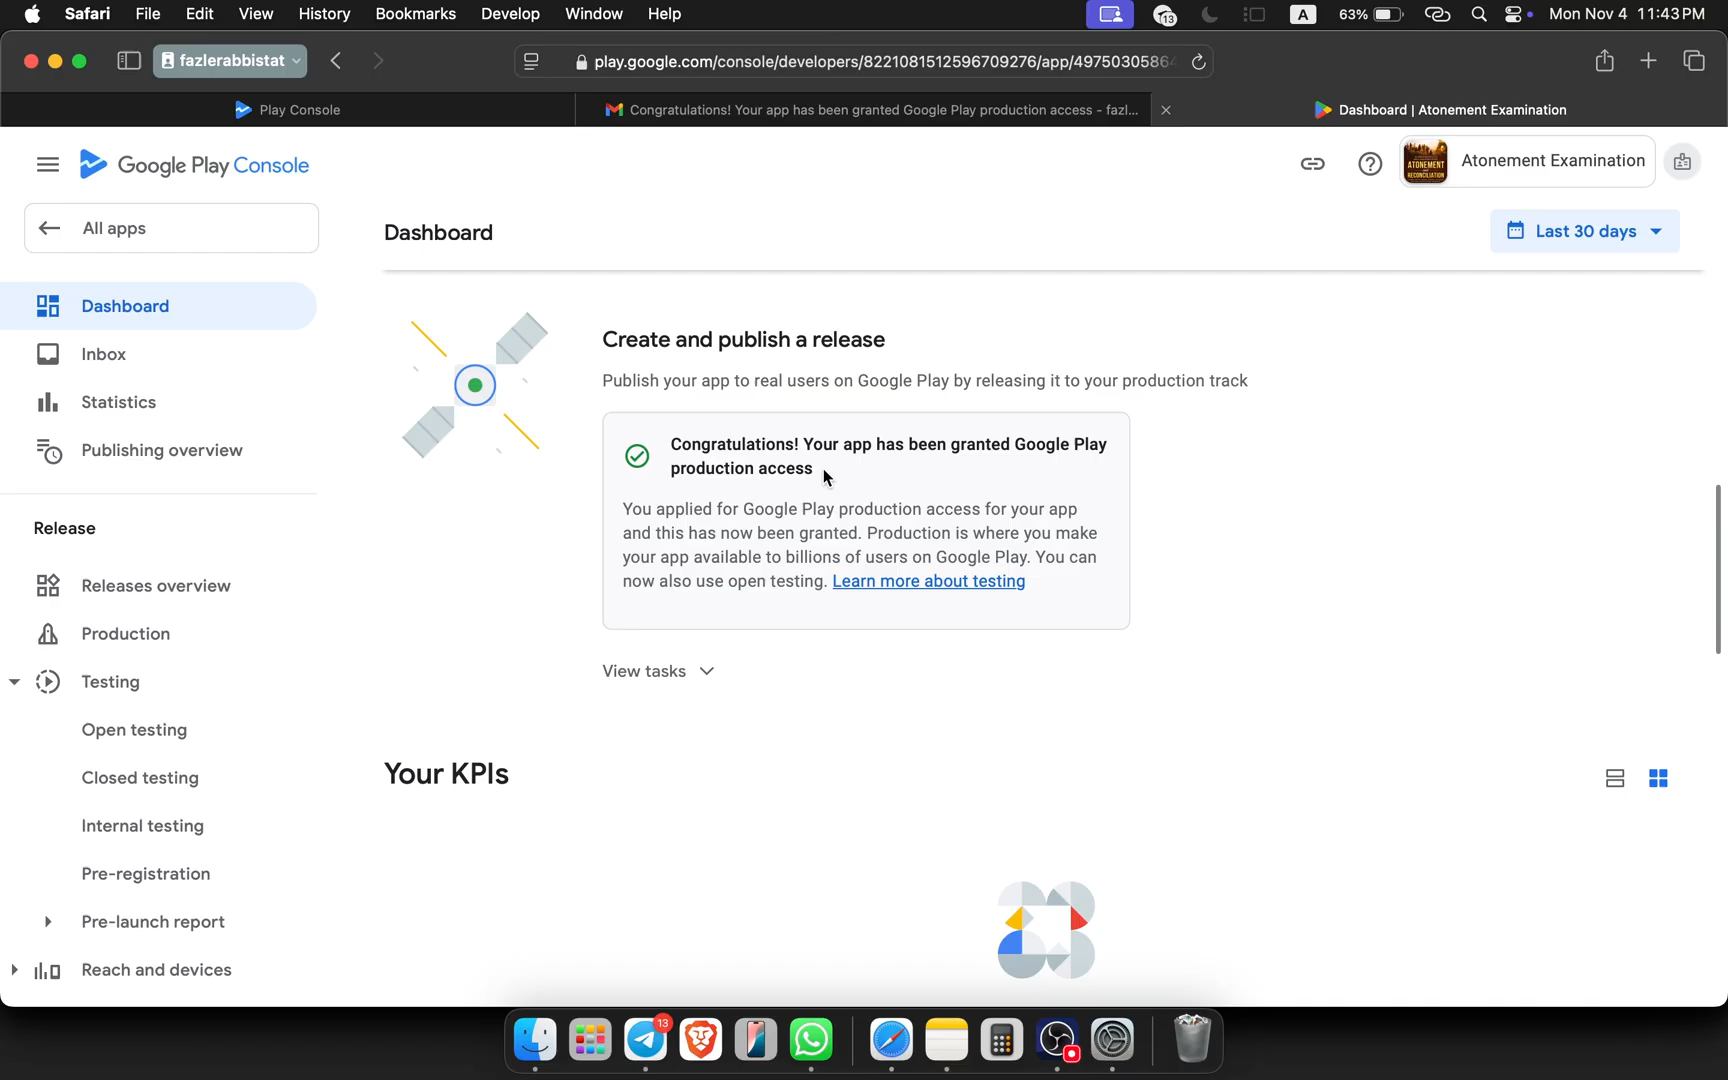 Safari File Edit View History Bookmarks Develop Window Help 13 A 63% Mon Nov 4 11:43 PM
fazlerabbistat play.google.com/console/developers/8221081512596709276/app/49750305864
Play Console Congratulations! Your app has been granted Google Play production access - fazl... Dashboard | Atonement Examination
Google Play Console
ATONEMENT
RECONCILIATION
Atonement Examination
All apps
Dashboard
Last 30 days
Dashboard
Inbox
Statistics
Publishing overview
Release
Releases overview
Production
Testing
Open testing
Closed testing
Internal testing
Pre-registration
Pre-launch report
Reach and devices
Create and publish a release
Publish your app to real users on Google Play by releasing it to your production track
Congratulations! Your app has been granted Google Play
production access
You applied for Google Play production access for your app
and this has now been granted. Production is where you make
your app available to billions of users on Google Play. You can
now also use open testing. Learn more about testing
View tasks
Your KPIs
13